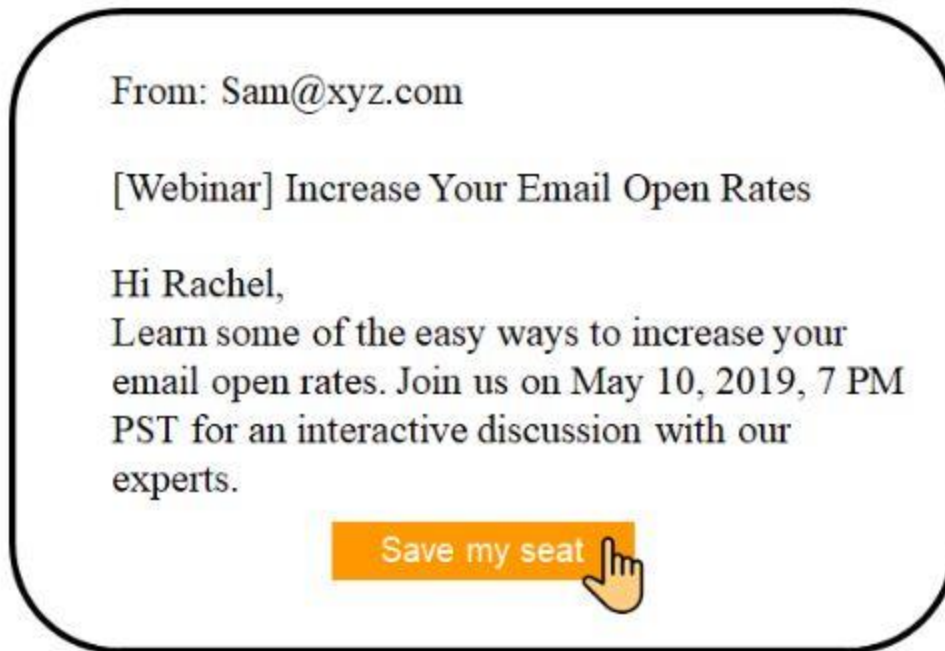 From: Sam@xyz.com
[Webinar] Increase Your Email Open Rates
Hi Rachel,
Learn some of the easy ways to increase your
email open rates. Join us on May 10, 2019, 7 PM
PST for an interactive discussion with our
experts.
Save my seat